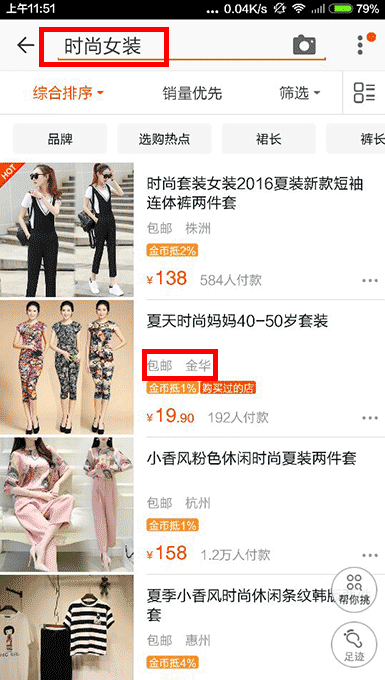 上午11:51
...0.04K/s
79%
时尚女装
综合排序
销量优先
筛选
品牌
选购热点
裙长
裤长
HOT
时尚套装女装2016夏装新款短袖
连体裤两件套
包邮 株洲
金币抵2%
¥138 584人付款
夏天时尚妈妈40-50岁套装
包邮 金华
金币抵1% 购买过的店
¥19.90 192人付款
小香风粉色休闲时尚夏装两件套
包邮 杭州
金币抵1%
¥158 1.2万人付款
夏季小香风时尚休闲条纹韩版
套
包邮 惠州
金币抵4%
帮你挑
足迹